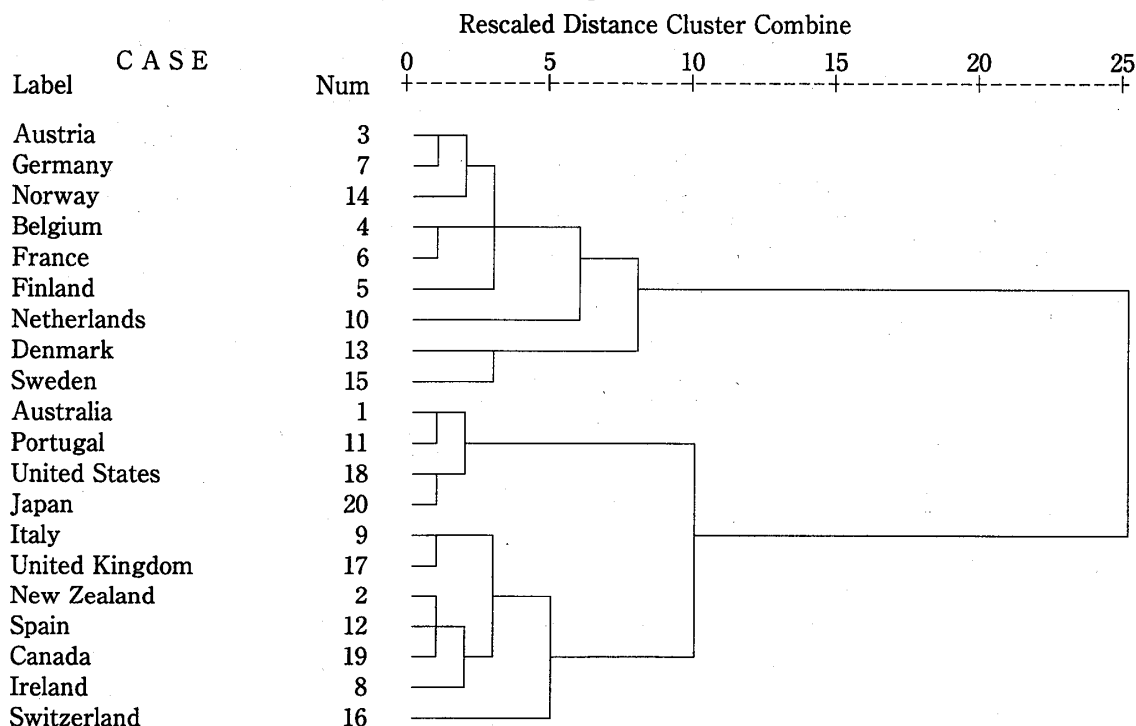 Rescaled Distance Cluster Combine
C A S E 0 5 10 15 20 25
Label Num
Austria 3
Germany 7
Norway 14
Belgium 4
France 6
Finland 5
Netherlands 10
Denmark 13
Sweden 15
Australia 1
Portugal 11
United States 18
Japan 20
Italy 9
United Kingdom 17
New Zealand 2
Spain 12
Canada 19
Ireland 8
Switzerland 16